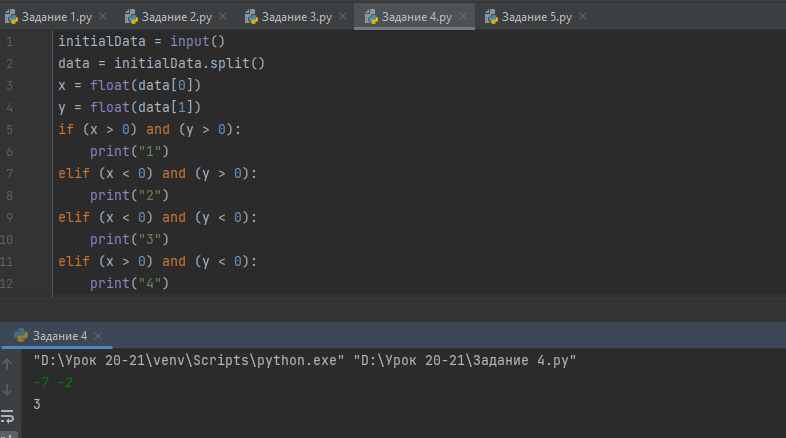 Задание 1.py Задание 2.py Задание 3.py Задание 4.py Задание 5.py
1 initialData = input()
2 data = initialData.split()
3 x = float(data[0])
4 y = float(data[1])
5 if (x > 0) and (y > 0):
6 print("1")
7 elif (x < 0) and (y > 0):
8 print("2")
9 elif (x < 0) and (y < 0):
10 print("3")
11 elif (x > 0) and (y < 0):
12 print("4")
Задание 4
"D:\Урок 20-21\venv\Scripts\python.exe" "D:\Урок 20-21\Задание 4.py"
-7 -2
3